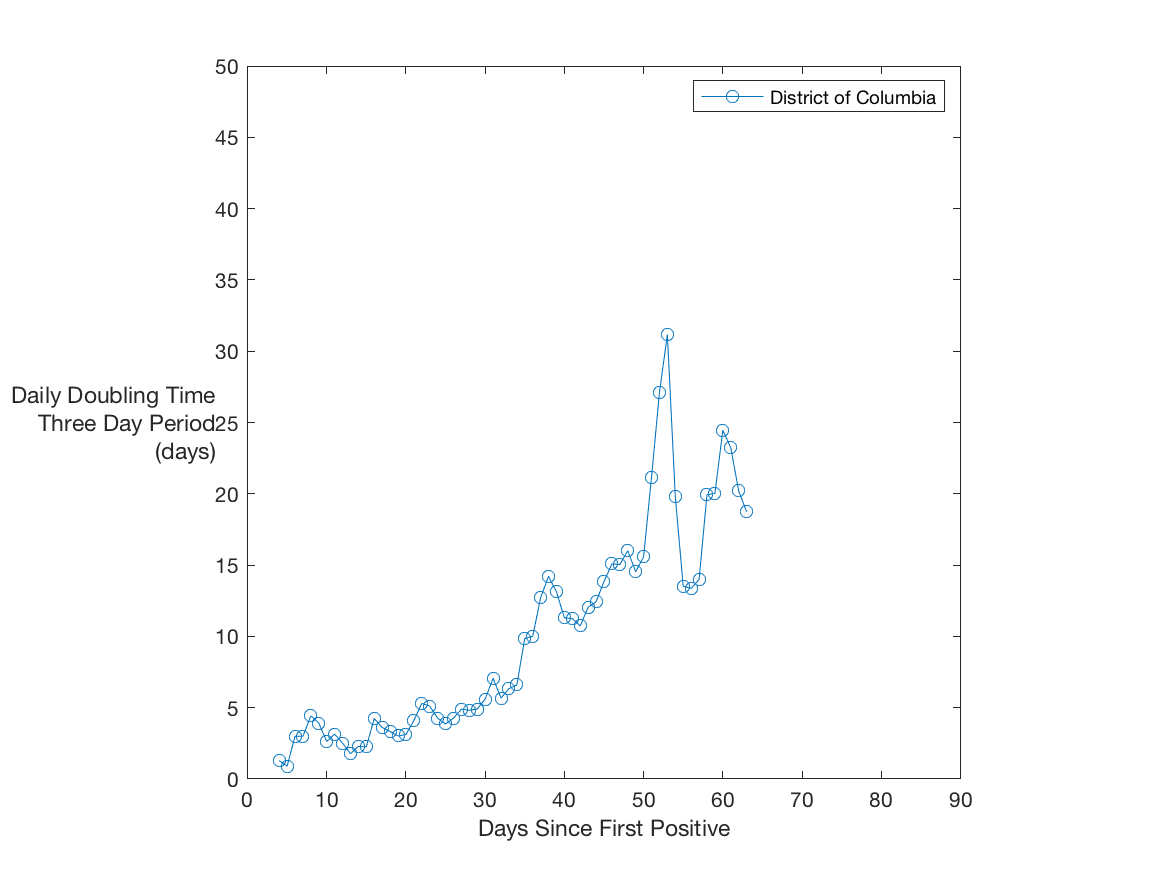 50
District of Columbia
45
40
35
30
Daily Doubling Time
Three Day Period
(days)
25
20
15
10
5
0
0 10 20 30 40 50 60 70 80 90
Days Since First Positive